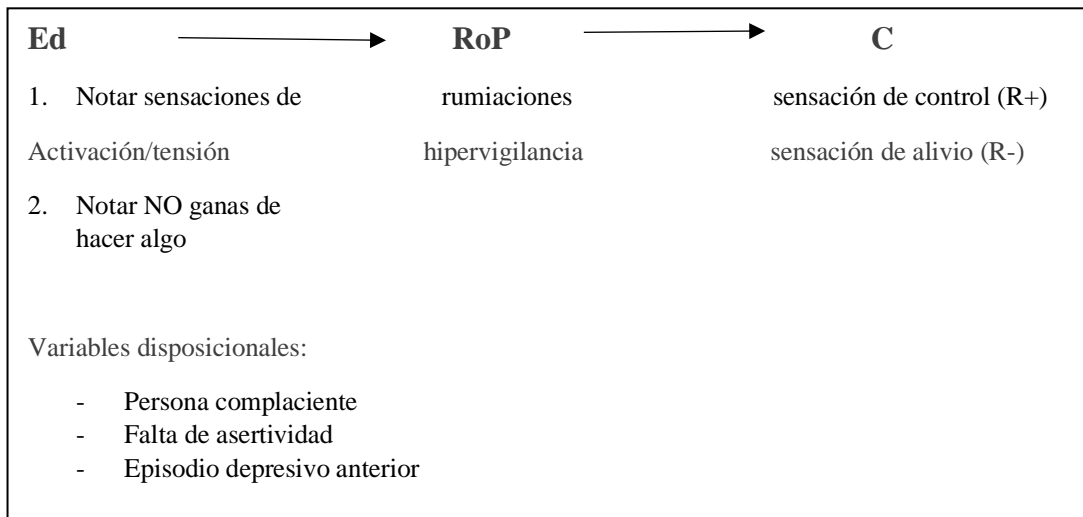 Ed RoP C
1. Notar sensaciones de rumiaciones sensación de control (R+)
Activación/tensión hipervigilancia sensación de alivio (R-)
2. Notar NO ganas de
hacer algo
Variables disposicionales:
- Persona complaciente
- Falta de asertividad
- Episodio depresivo anterior